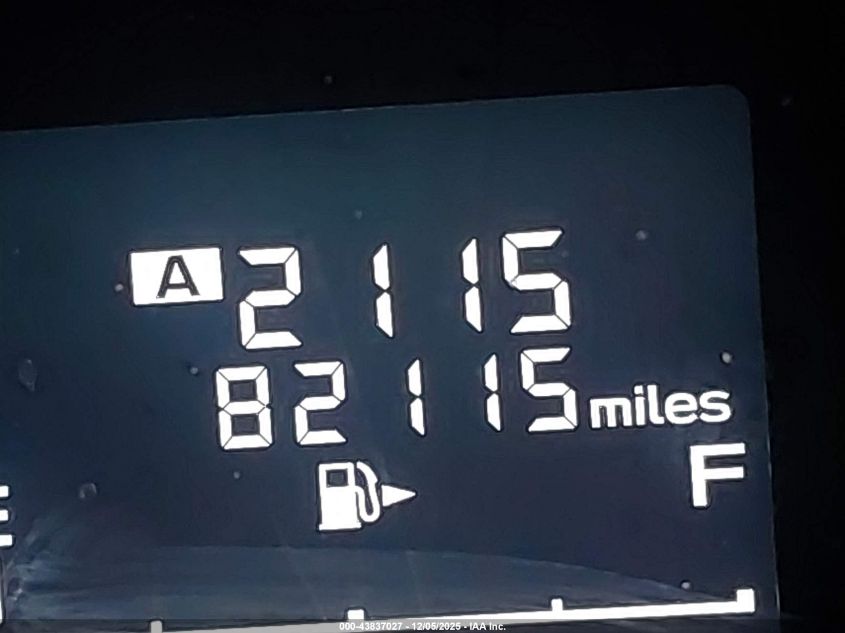 A 2115
82115 miles
F
E
000-43837027 - 12/05/2025 - IAA Inc.